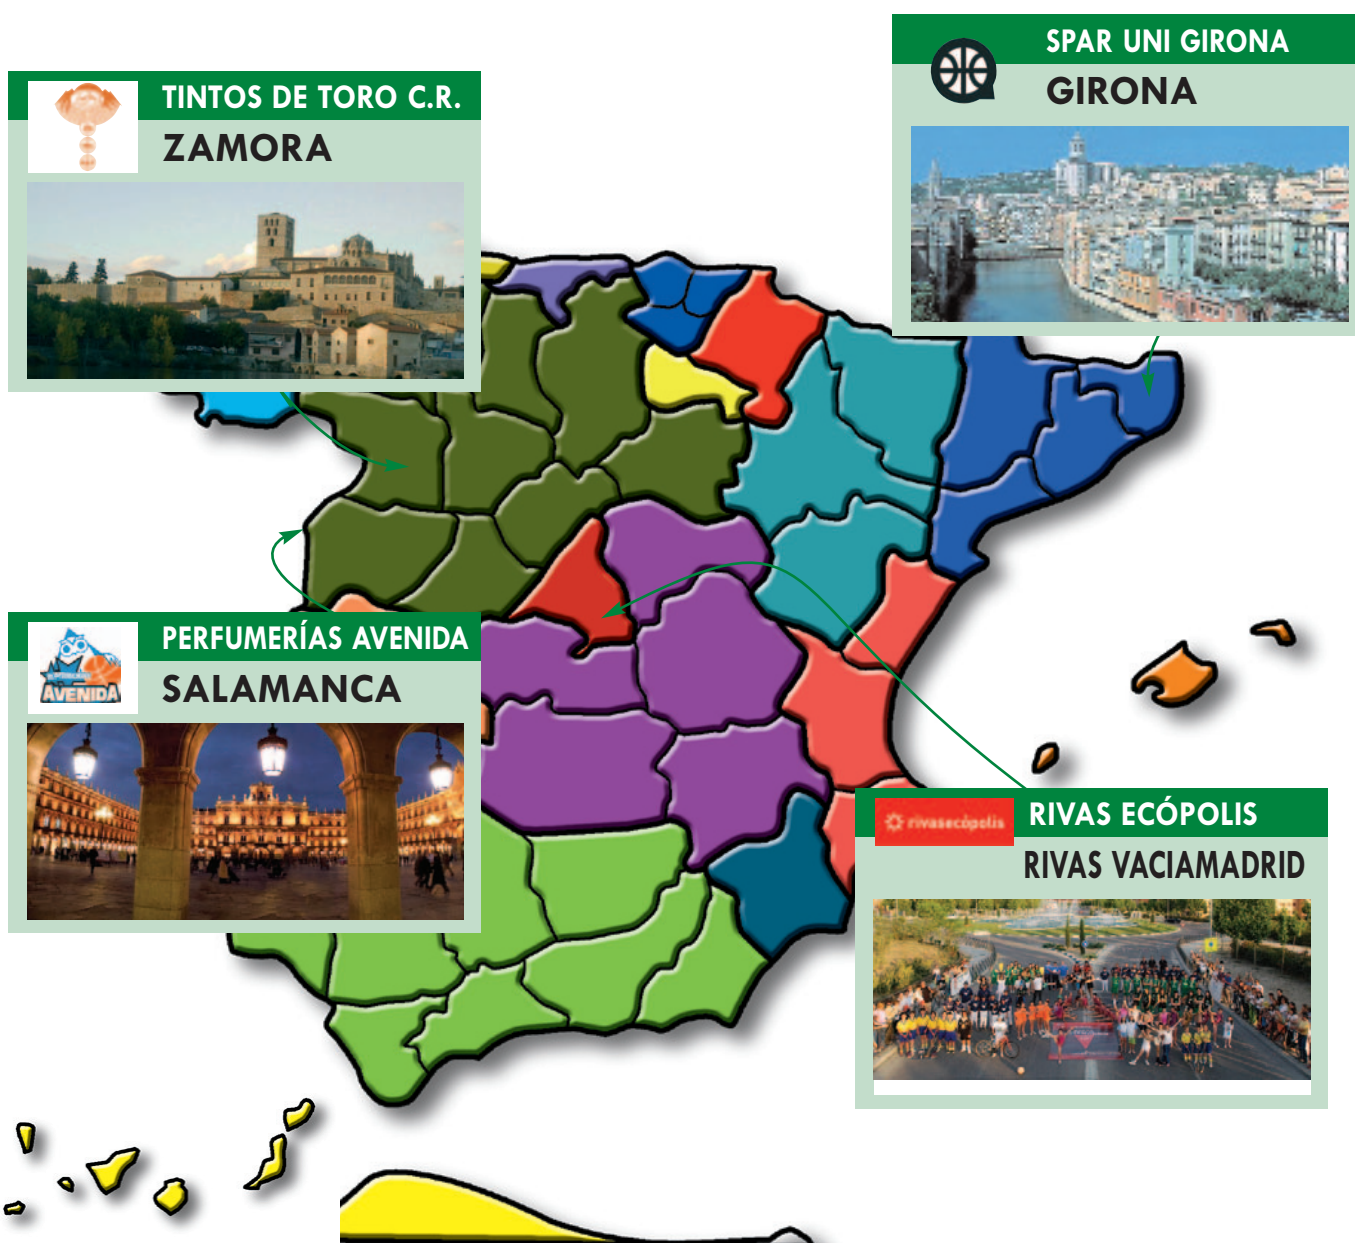 SPAR UNI GIRONA
GIRONA
TINTOS DE TORO C.R.
ZAMORA
PERFUMERÍAS AVENIDA
SALAMANCA
AVENIDA
RIVAS ECÓPOLIS
rivasecópolis
RIVAS VACIAMADRID